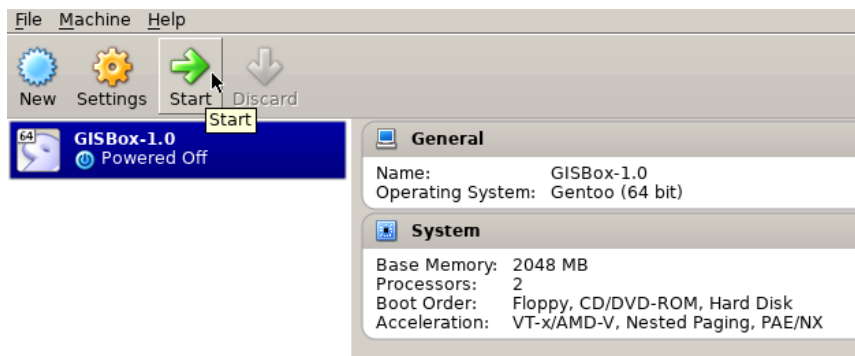 File Machine Help
New Settings Start Discard
Start
64 GISBox-1.0
Powered Off
General
Name: GISBox-1.0
Operating System: Gentoo (64 bit)
System
Base Memory: 2048 MB
Processors: 2
Boot Order: Floppy, CD/DVD-ROM, Hard Disk
Acceleration: VT-x/AMD-V, Nested Paging, PAE/NX